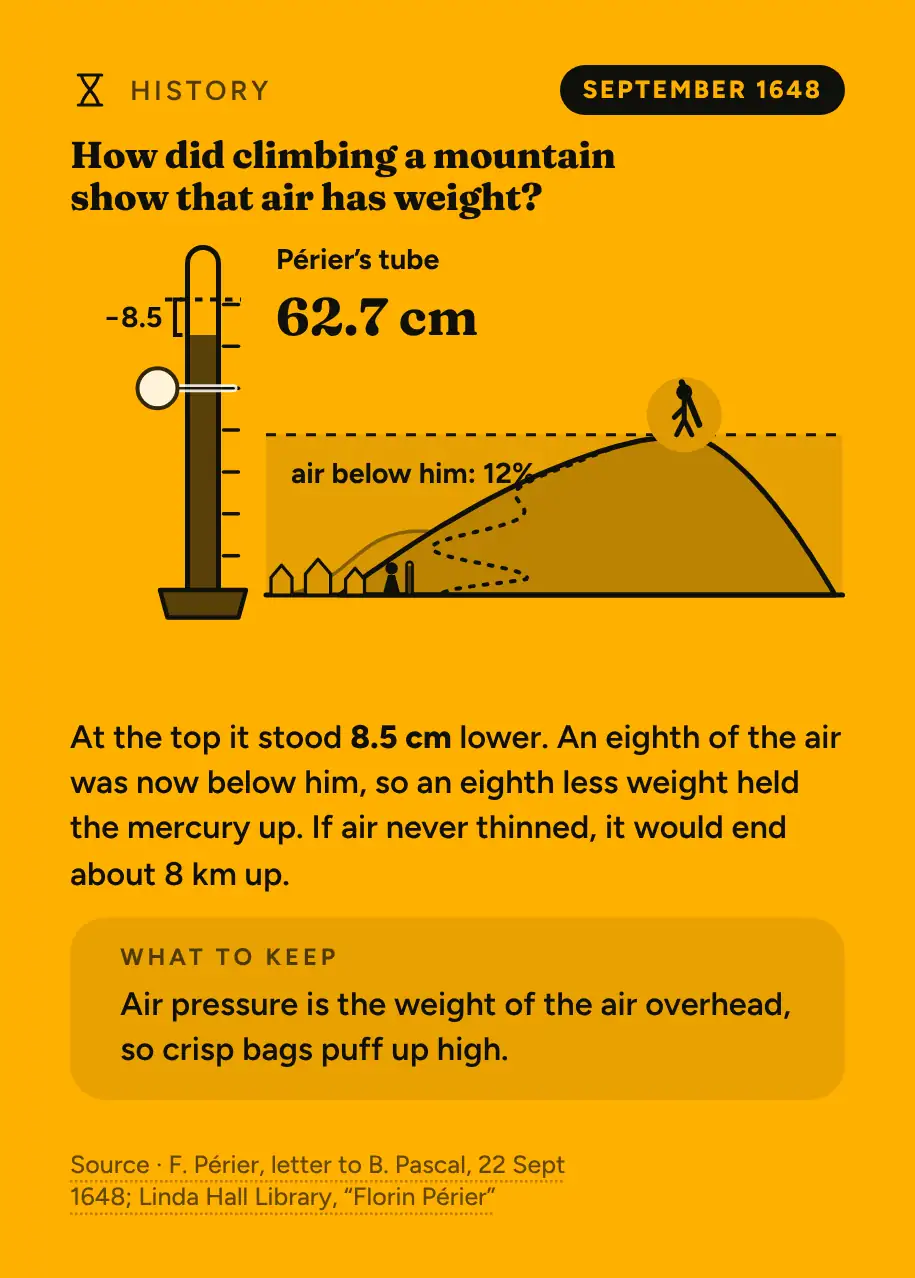 HISTORY
SEPTEMBER 1648
How did climbing a mountain
show that air has weight?
Périer’s tube
62.7 cm
−8.5
air below him: 12%
At the top it stood 8.5 cm lower. An eighth of the air
was now below him, so an eighth less weight held
the mercury up. If air never thinned, it would end
about 8 km up.
WHAT TO KEEP
Air pressure is the weight of the air overhead,
so crisp bags puff up high.
Source · F. Périer, letter to B. Pascal, 22 Sept
1648; Linda Hall Library, “Florin Périer”